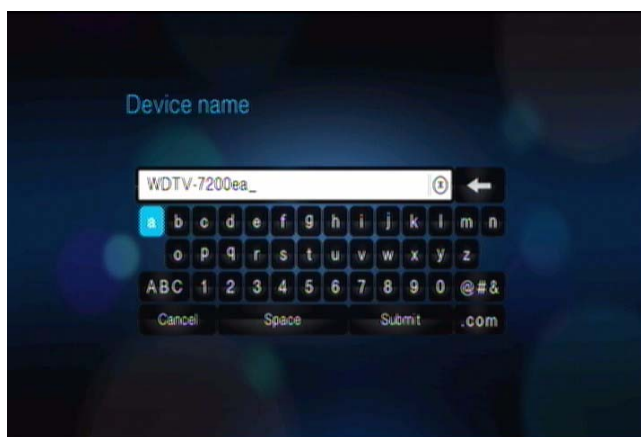 Device name
WDTV-7200ea_
a b c d e f g h i j k l m n
o p q r s t u v w x y z
ABC 1 2 3 4 5 6 7 8 9 0 @#&
Cancel Space Submit .com